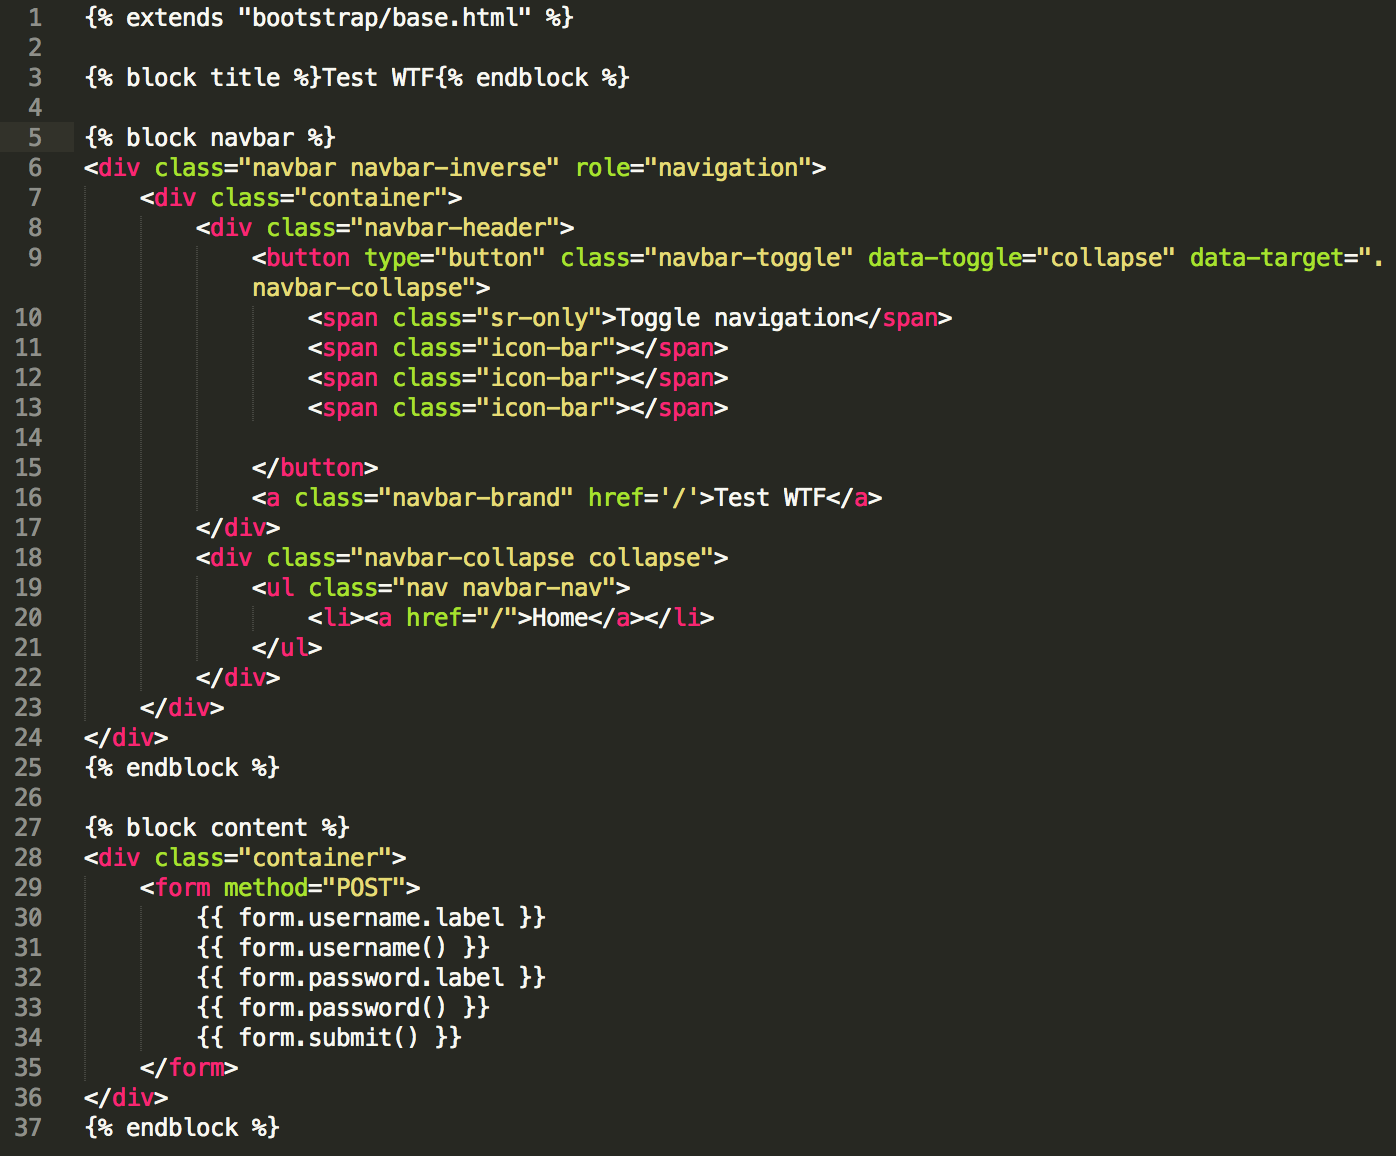 1 {% extends "bootstrap/base.html" %}
2
3 {% block title %}Test WTF{% endblock %}
4
5 {% block navbar %}
6 <div class="navbar navbar-inverse" role="navigation">
7     <div class="container">
8         <div class="navbar-header">
9             <button type="button" class="navbar-toggle" data-toggle="collapse" data-target=".
            navbar-collapse">
10                 <span class="sr-only">Toggle navigation</span>
11                 <span class="icon-bar"></span>
12                 <span class="icon-bar"></span>
13                 <span class="icon-bar"></span>
14
15             </button>
16             <a class="navbar-brand" href='/'>Test WTF</a>
17         </div>
18         <div class="navbar-collapse collapse">
19             <ul class="nav navbar-nav">
20                 <li><a href="/">Home</a></li>
21             </ul>
22         </div>
23     </div>
24 </div>
25 {% endblock %}
26
27 {% block content %}
28 <div class="container">
29     <form method="POST">
30         {{ form.username.label }}
31         {{ form.username() }}
32         {{ form.password.label }}
33         {{ form.password() }}
34         {{ form.submit() }}
35     </form>
36 </div>
37 {% endblock %}